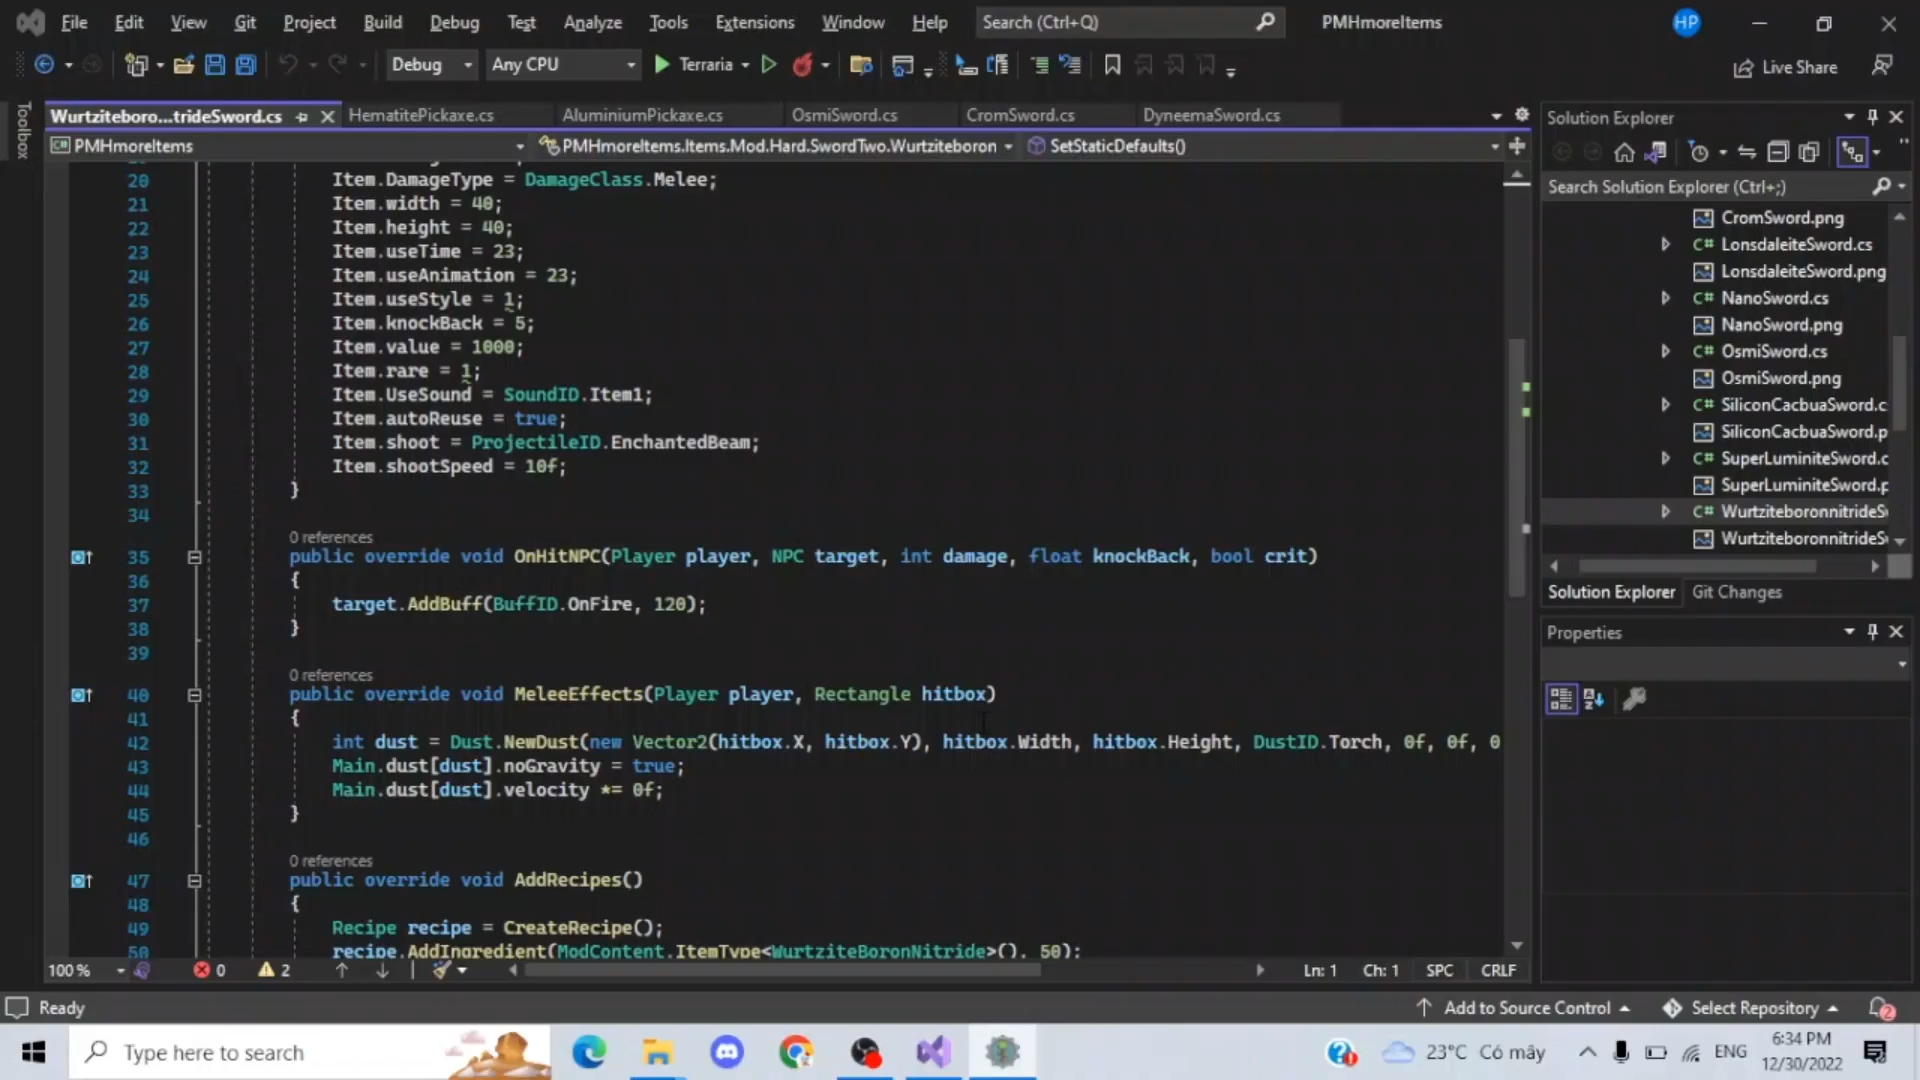 File Edit View Git Project Build Debug Test Analyze Tools Extensions Window Help Search (Ctrl+Q) PMHmoreItems HP
Debug Any CPU Terraria Live Share
Toolbox
Wurtziteboro...trideSword.cs HematitePickaxe.cs AluminiumPickaxe.cs OsmiSword.cs CromSword.cs DyneemaSword.cs
PMHmoreItems PMHmoreItems.Items.Mod.Hard.SwordTwo.Wurtziteboron SetStaticDefaults()
20 Item.DamageType = DamageClass.Melee;
21 Item.width = 40;
22 Item.height = 40;
23 Item.useTime = 23;
24 Item.useAnimation = 23;
25 Item.useStyle = 1;
26 Item.knockBack = 5;
27 Item.value = 1000;
28 Item.rare = 1;
29 Item.UseSound = SoundID.Item1;
30 Item.autoReuse = true;
31 Item.shoot = ProjectileID.EnchantedBeam;
32 Item.shootSpeed = 10f;
33 }
34
0 references
35 public override void OnHitNPC(Player player, NPC target, int damage, float knockBack, bool crit)
36 {
37 target.AddBuff(BuffID.OnFire, 120);
38 }
39
0 references
40 public override void MeleeEffects(Player player, Rectangle hitbox)
41 {
42 int dust = Dust.NewDust(new Vector2(hitbox.X, hitbox.Y), hitbox.Width, hitbox.Height, DustID.Torch, 0f, 0f, 0
43 Main.dust[dust].noGravity = true;
44 Main.dust[dust].velocity *= 0f;
45 }
46
0 references
47 public override void AddRecipes()
48 {
49 Recipe recipe = CreateRecipe();
50 recipe.AddIngredient(ModContent.ItemType<WurtziteBoronNitride>(), 50);
100 % 0 2 Ln: 1 Ch: 1 SPC CRLF
Solution Explorer
Search Solution Explorer (Ctrl+;)
CromSword.png
C# LonsdaleiteSword.cs
LonsdaleiteSword.png
C# NanoSword.cs
NanoSword.png
C# OsmiSword.cs
OsmiSword.png
C# SiliconCacbuaSword.c
SiliconCacbuaSword.p
C# SuperLuminiteSword.c
SuperLuminiteSword.p
C# WurtziteboronnitrideS
WurtziteboronnitrideS
Solution Explorer Git Changes
Properties
Ready Add to Source Control Select Repository 2
Type here to search 23°C Có mây ENG 6:34 PM
12/30/2022